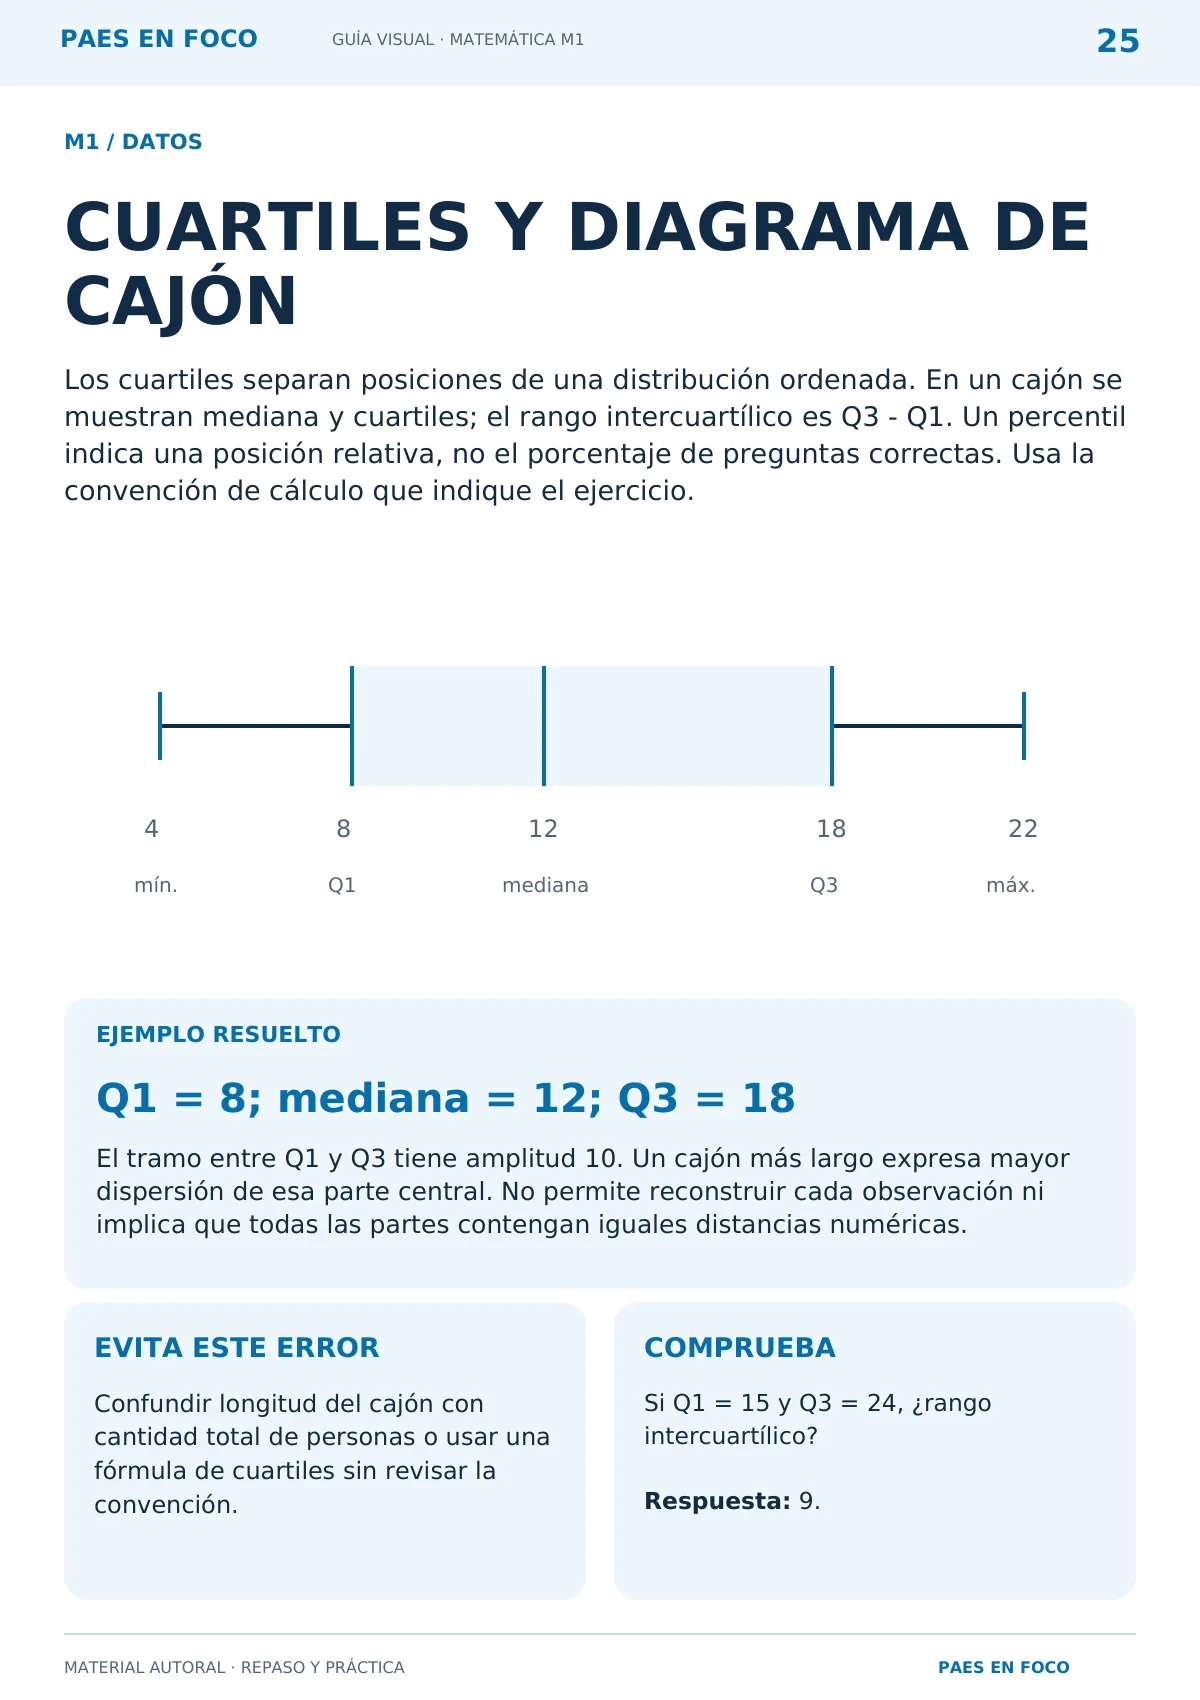 PAES EN FOCO
GUÍA VISUAL · MATEMÁTICA M1
25
M1 / DATOS
CUARTILES Y DIAGRAMA DE
CAJÓN
Los cuartiles separan posiciones de una distribución ordenada. En un cajón se
muestran mediana y cuartiles; el rango intercuartílico es Q3 - Q1. Un percentil
indica una posición relativa, no el porcentaje de preguntas correctas. Usa la
convención de cálculo que indique el ejercicio.
4 8 12 18 22
mín. Q1 mediana Q3 máx.
EJEMPLO RESUELTO
Q1 = 8; mediana = 12; Q3 = 18
El tramo entre Q1 y Q3 tiene amplitud 10. Un cajón más largo expresa mayor
dispersión de esa parte central. No permite reconstruir cada observación ni
implica que todas las partes contengan iguales distancias numéricas.
EVITA ESTE ERROR
Confundir longitud del cajón con
cantidad total de personas o usar una
fórmula de cuartiles sin revisar la
convención.
COMPRUEBA
Si Q1 = 15 y Q3 = 24, ¿rango
intercuartílico?
Respuesta: 9.
MATERIAL AUTORAL · REPASO Y PRÁCTICA
PAES EN FOCO